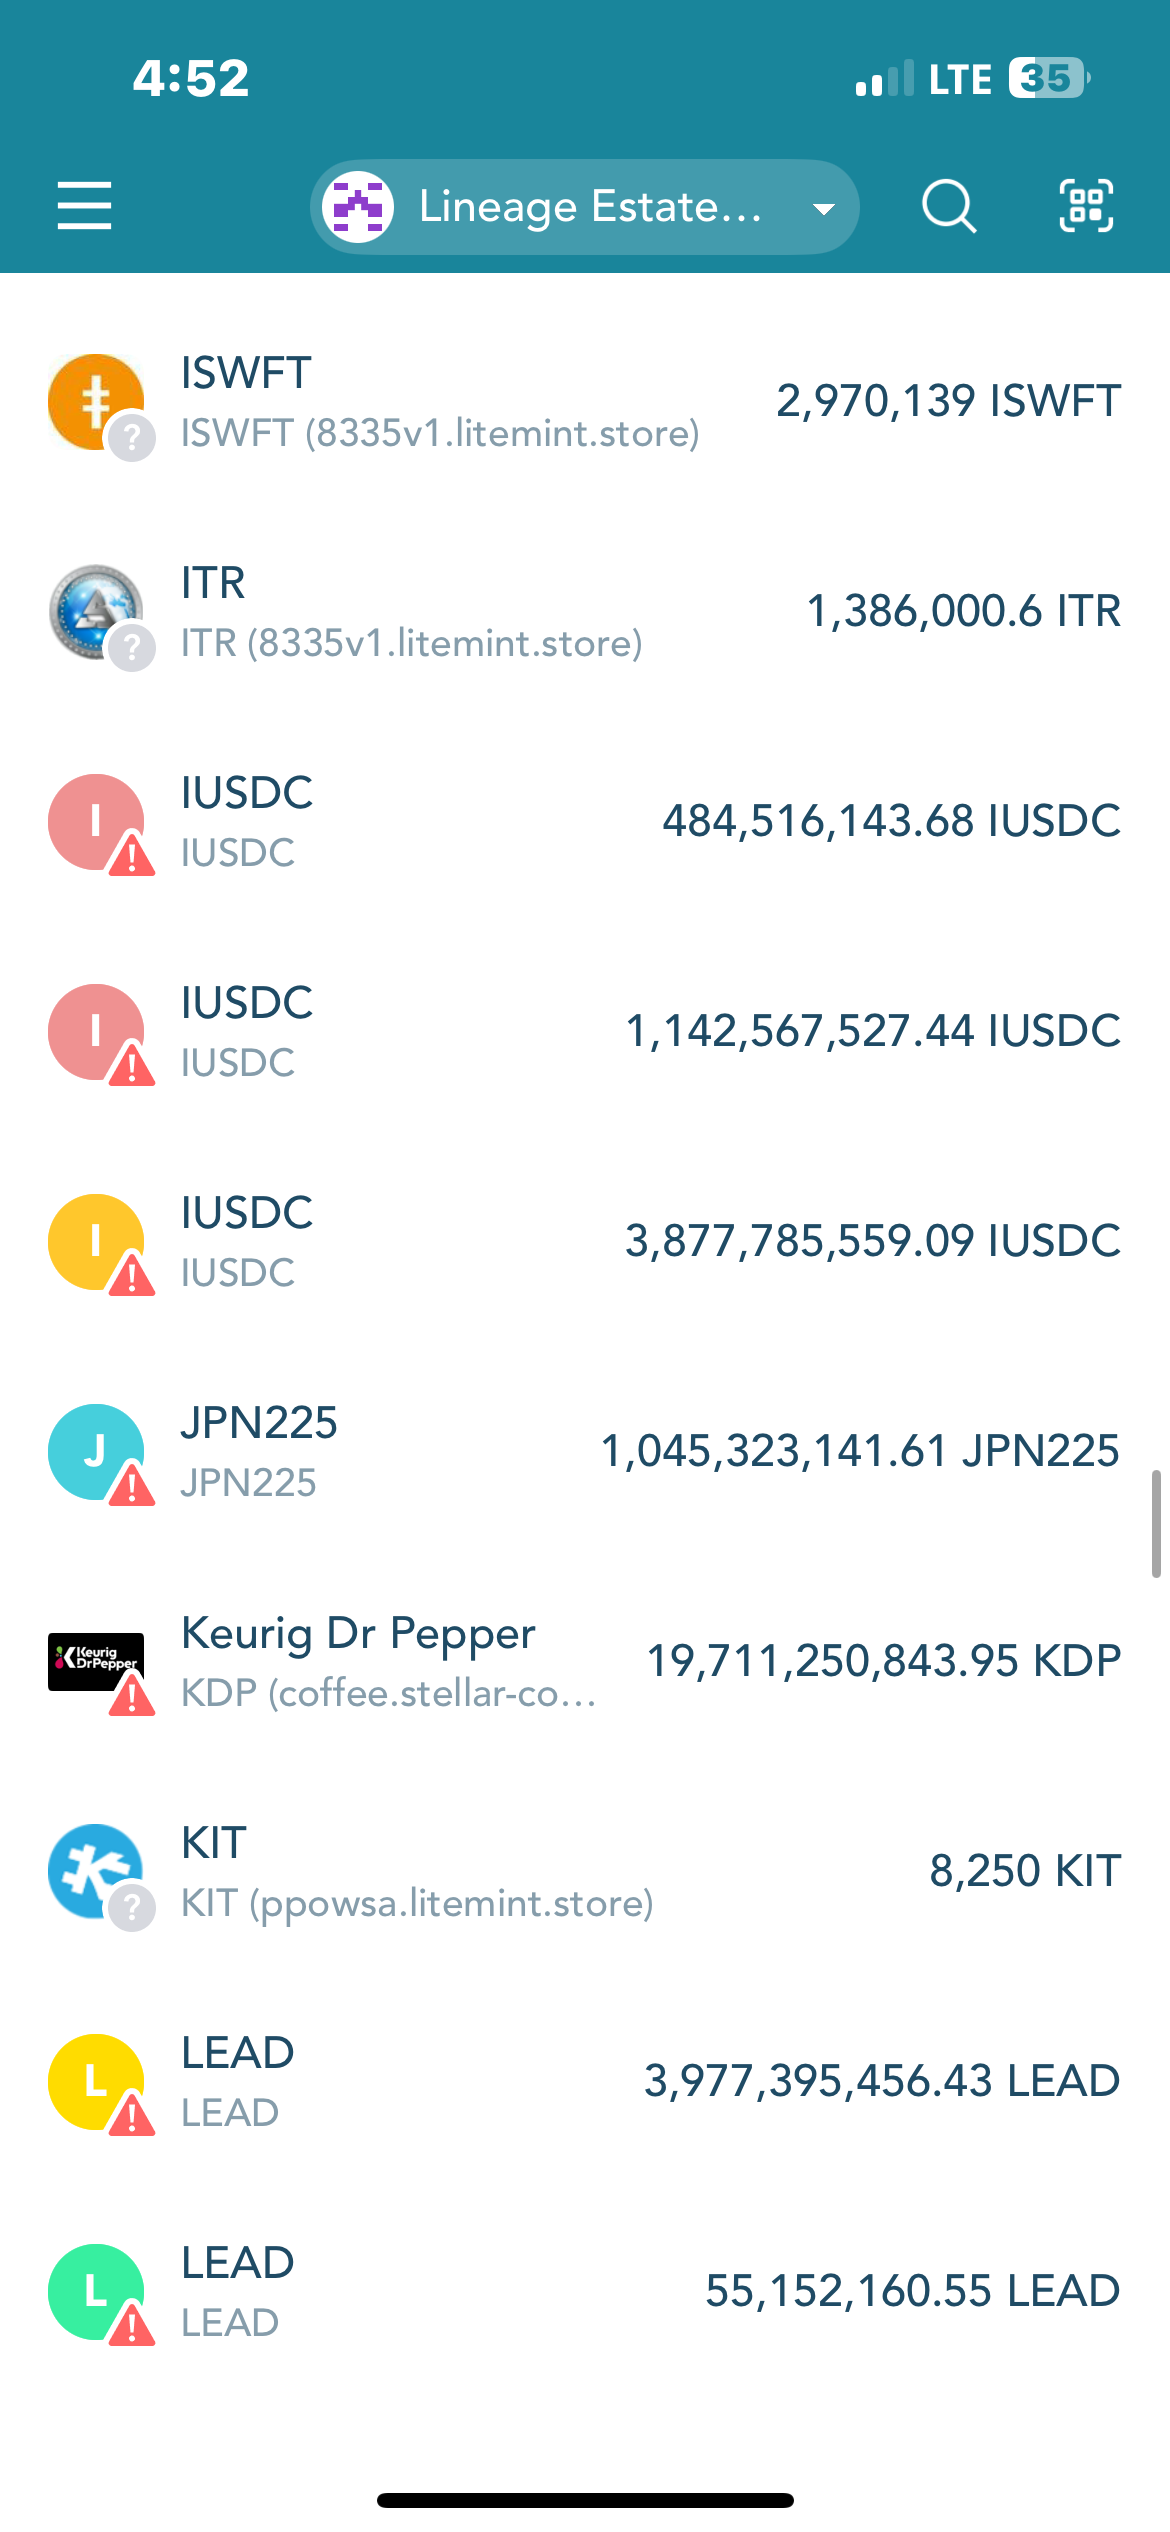 4:52
LTE 35
Lineage Estate...
ISWFT
ISWFT (8335v1.litemint.store)
2,970,139 ISWFT
ITR
ITR (8335v1.litemint.store)
1,386,000.6 ITR
I
IUSDC
IUSDC
484,516,143.68 IUSDC
I
IUSDC
IUSDC
1,142,567,527.44 IUSDC
I
IUSDC
IUSDC
3,877,785,559.09 IUSDC
J
JPN225
JPN225
1,045,323,141.61 JPN225
Keurig
DrPepper
Keurig Dr Pepper
KDP (coffee.stellar-co...
19,711,250,843.95 KDP
KIT
KIT (ppowsa.litemint.store)
8,250 KIT
L
LEAD
LEAD
3,977,395,456.43 LEAD
L
LEAD
LEAD
55,152,160.55 LEAD